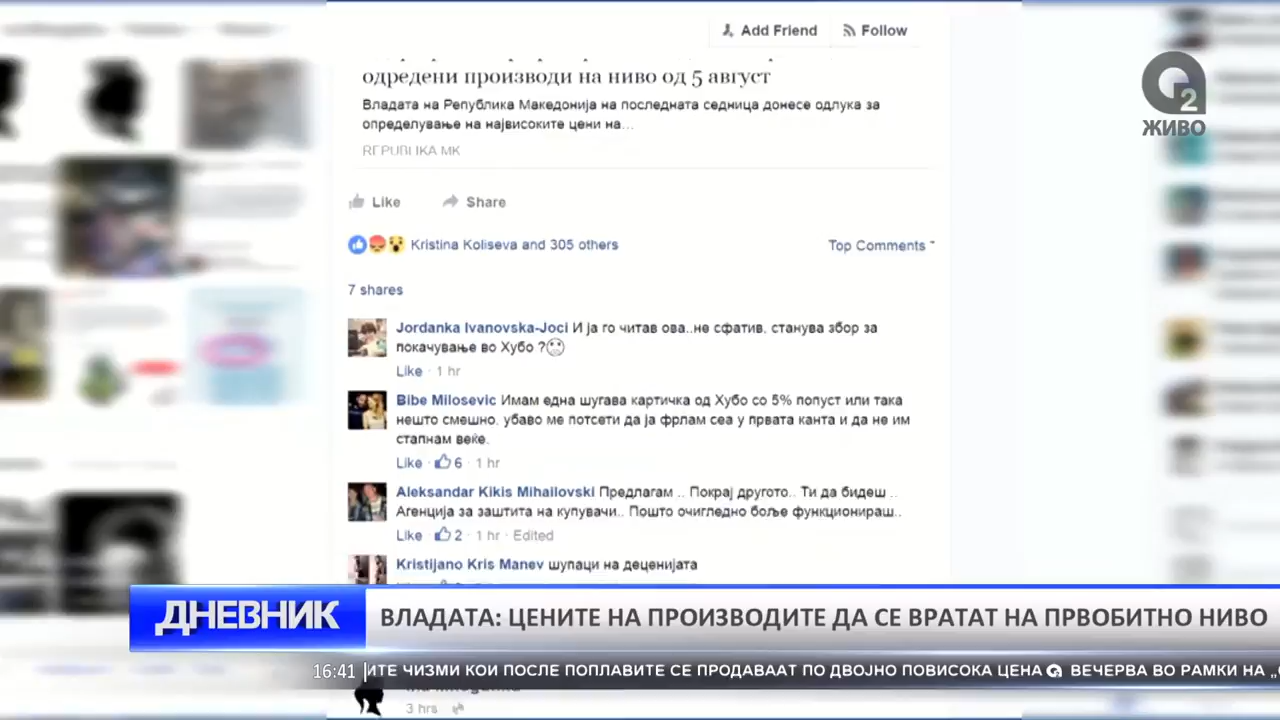 Add Friend
Follow
одредени производи на ниво од 5 август
Владата на Република Македонија на последната седница донесе одлука за
определување на највисоките цени на...
REPUBLIKA.MK
2
ЖИВО
Like
Share
Kristina Koliseva and 305 others
Top Comments
7 shares
Jordanka Ivanovska-Joci И ја го читав ова..не сфатив. станува збор за
покачување во Хубо ?
Like · 1 hr
Bibe Milosevic Имам една шугава картичка од Хубо со 5% попуст или така
нешто смешно. убаво ме потсети да ја фрлам сеа у првата канта и да не им
стапнам веќе.
Like · 6 · 1 hr
Aleksandar Kikis Mihailovski Предлагам .. Покрај другото.. Ти да бидеш ..
Агенција за заштита на купувачи.. Пошто очигледно боље функционираш..
Like · 2 · 1 hr · Edited
Kristijano Kris Manev шупаци на деценијата
ДНЕВНИК
ВЛАДАТА: ЦЕНИТЕ НА ПРОИЗВОДИТЕ ДА СЕ ВРАТАТ НА ПРВОБИТНО НИВО
16:41
ИТЕ ЧИЗМИ КОИ ПОСЛЕ ПОПЛАВИТЕ СЕ ПРОДАВААТ ПО ДВОЈНО ПОВИСОКА ЦЕНА
ВЕЧЕРВА ВО РАМКИ НА „
3 hrs